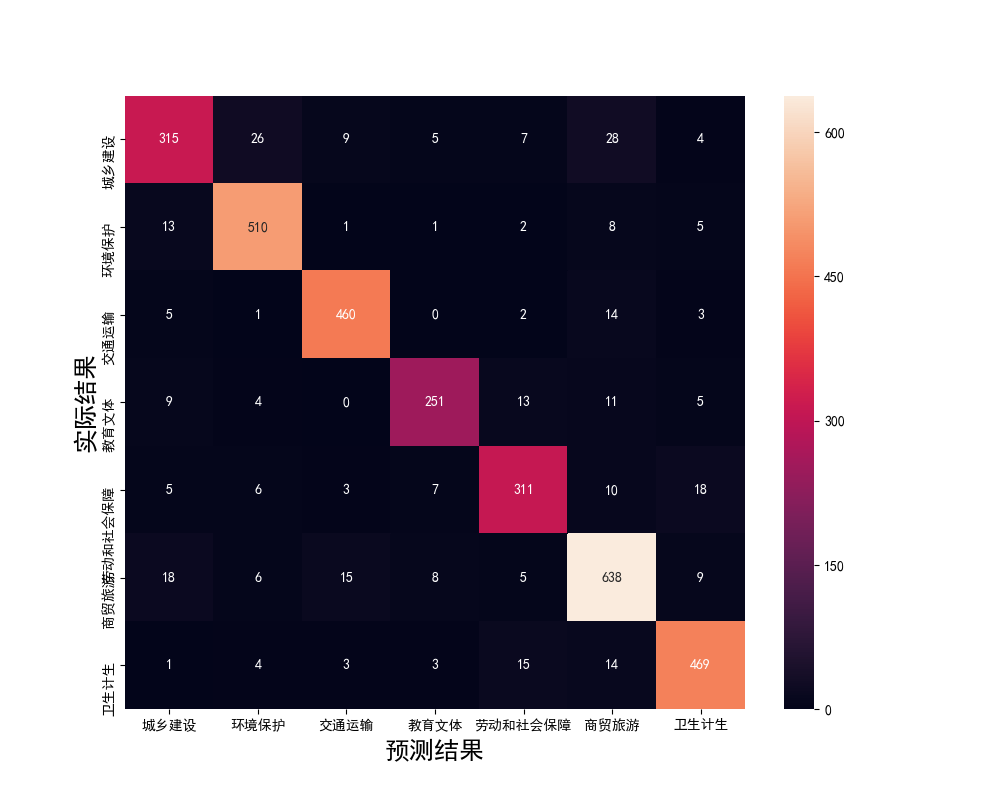 315 26 9 5 7 28 4
城乡建设
13 510 1 1 2 8 5
环境保护
5 1 460 0 2 14 3
交通运输
9 4 0 251 13 11 5
教育文体
5 6 3 7 311 10 18
劳动和社会保障
18 6 15 8 5 638 9
商贸旅游
1 4 3 3 15 14 469
卫生计生
实际结果
城乡建设 环境保护 交通运输 教育文体 劳动和社会保障 商贸旅游 卫生计生
预测结果
600
450
300
150
0